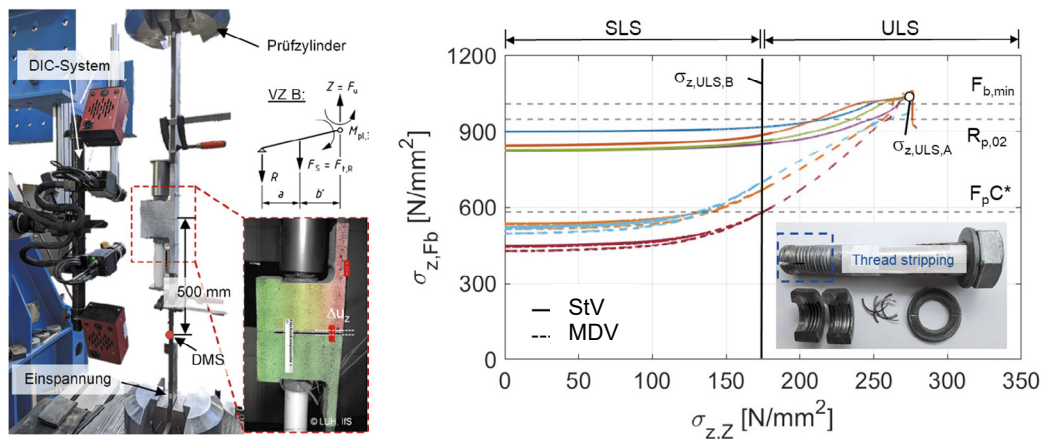 Prüfzylinder
DIC-System
VZ B:
Z = Fu
Mpl,
FS = Ft,R
R
a
b'
500 mm
Δuz
DMS
Einspannung
© LUH, IfS
SLS
ULS
σz,ULS,B
Fb,min
Rp,02
σz,ULS,A
FpC*
Thread stripping
StV
MDV
σz,Fb [N/mm²]
1200
900
600
300
0
0
50
100
150
200
250
300
350
σz,Z [N/mm²]